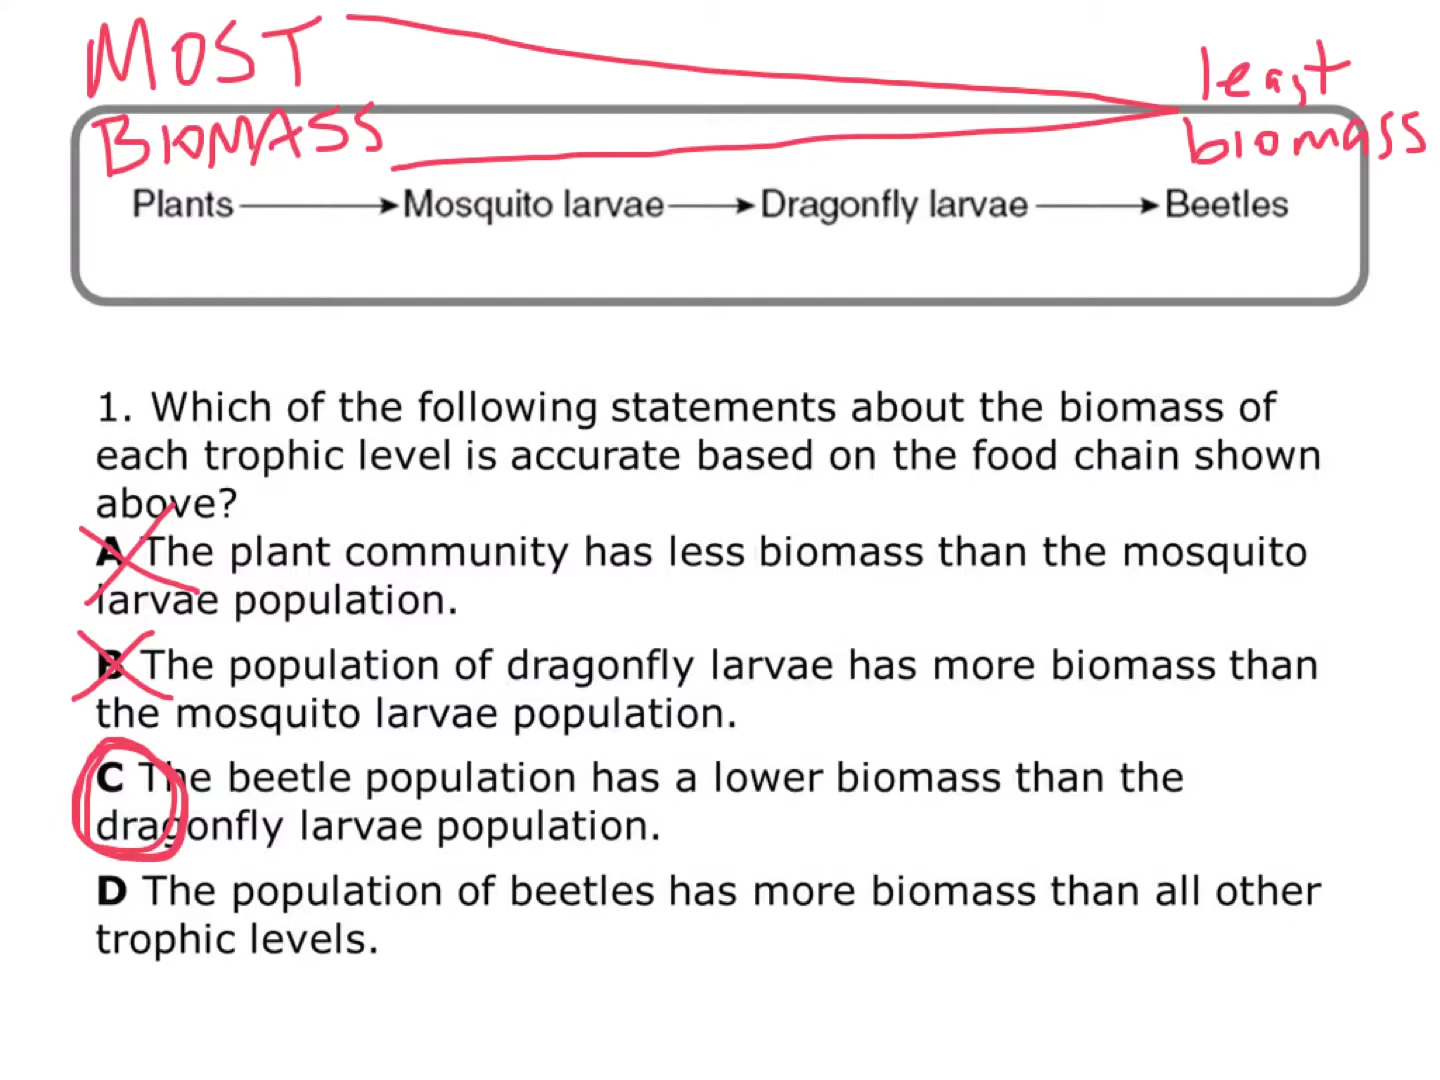 MOST
least
BIOMASS
biomass
Plants Mosquito larvae Dragonfly larvae Beetles
1. Which of the following statements about the biomass of
each trophic level is accurate based on the food chain shown
above?
A The plant community has less biomass than the mosquito
larvae population.
B The population of dragonfly larvae has more biomass than
the mosquito larvae population.
C The beetle population has a lower biomass than the
dragonfly larvae population.
D The population of beetles has more biomass than all other
trophic levels.